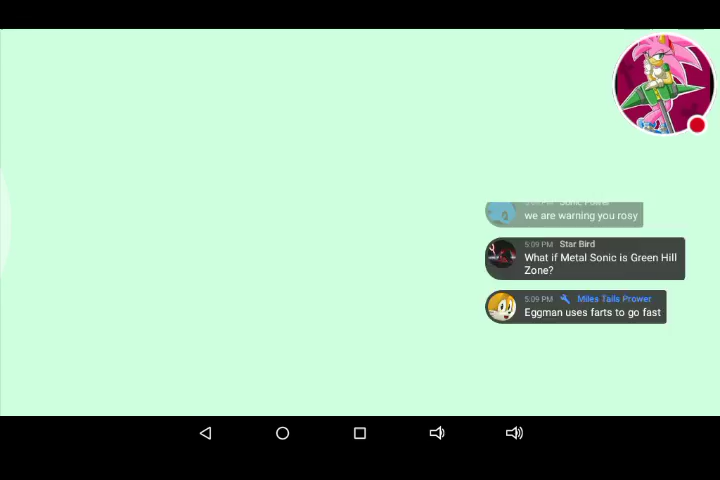 we are warning you rosy
5:09 PM Star Bird
What if Metal Sonic is Green Hill
Zone?
5:09 PM Miles Tails Prower
Eggman uses farts to go fast